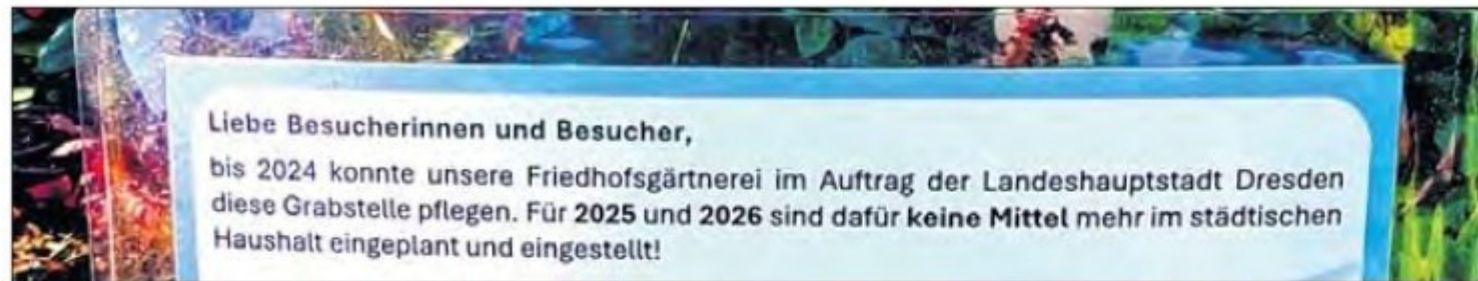 Liebe Besucherinnen und Besucher,
bis 2024 konnte unsere Friedhofsgärtnerei im Auftrag der Landeshauptstadt Dresden
diese Grabstelle pflegen. Für 2025 und 2026 sind dafür keine Mittel mehr im städtischen
Haushalt eingeplant und eingestellt!